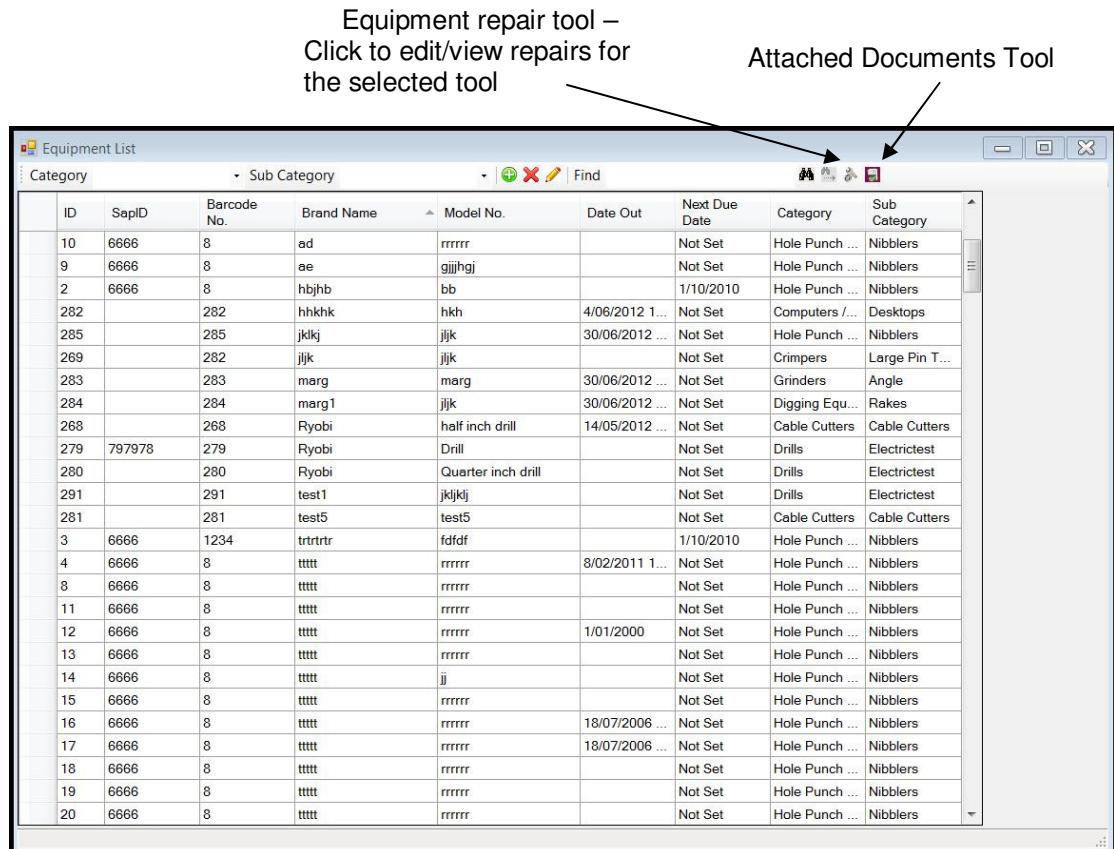 Equipment repair tool –
Click to edit/view repairs for
the selected tool
Attached Documents Tool
Equipment List
Category Sub Category Find
ID SapID Barcode No. Brand Name Model No. Date Out Next Due Date Category Sub Category
10 6666 8 ad rrrrrr Not Set Hole Punch ... Nibblers
9 6666 8 ae gjjjhgj Not Set Hole Punch ... Nibblers
2 6666 8 hbjhb bb 1/10/2010 Hole Punch ... Nibblers
282 282 hhkhk hkh 4/06/2012 1... Not Set Computers /... Desktops
285 285 jklkj jljk 30/06/2012 ... Not Set Hole Punch ... Nibblers
269 282 jljk jljk Not Set Crimpers Large Pin T...
283 283 marg marg 30/06/2012 ... Not Set Grinders Angle
284 284 marg1 jljk 30/06/2012 ... Not Set Digging Equ... Rakes
268 268 Ryobi half inch drill 14/05/2012 ... Not Set Cable Cutters Cable Cutters
279 797978 279 Ryobi Drill Not Set Drills Electrictest
280 280 Ryobi Quarter inch drill Not Set Drills Electrictest
291 291 test1 jkljklj Not Set Drills Electrictest
281 281 test5 test5 Not Set Cable Cutters Cable Cutters
3 6666 1234 trtrtrtr fdfdf 1/10/2010 Hole Punch ... Nibblers
4 6666 8 ttttt rrrrrr 8/02/2011 1... Not Set Hole Punch ... Nibblers
8 6666 8 ttttt rrrrrr Not Set Hole Punch ... Nibblers
11 6666 8 ttttt rrrrrr Not Set Hole Punch ... Nibblers
12 6666 8 ttttt rrrrrr 1/01/2000 Not Set Hole Punch ... Nibblers
13 6666 8 ttttt rrrrrr Not Set Hole Punch ... Nibblers
14 6666 8 ttttt jj Not Set Hole Punch ... Nibblers
15 6666 8 ttttt rrrrrr Not Set Hole Punch ... Nibblers
16 6666 8 ttttt rrrrrr 18/07/2006 ... Not Set Hole Punch ... Nibblers
17 6666 8 ttttt rrrrrr 18/07/2006 ... Not Set Hole Punch ... Nibblers
18 6666 8 ttttt rrrrrr Not Set Hole Punch ... Nibblers
19 6666 8 ttttt rrrrrr Not Set Hole Punch ... Nibblers
20 6666 8 ttttt rrrrrr Not Set Hole Punch ... Nibblers